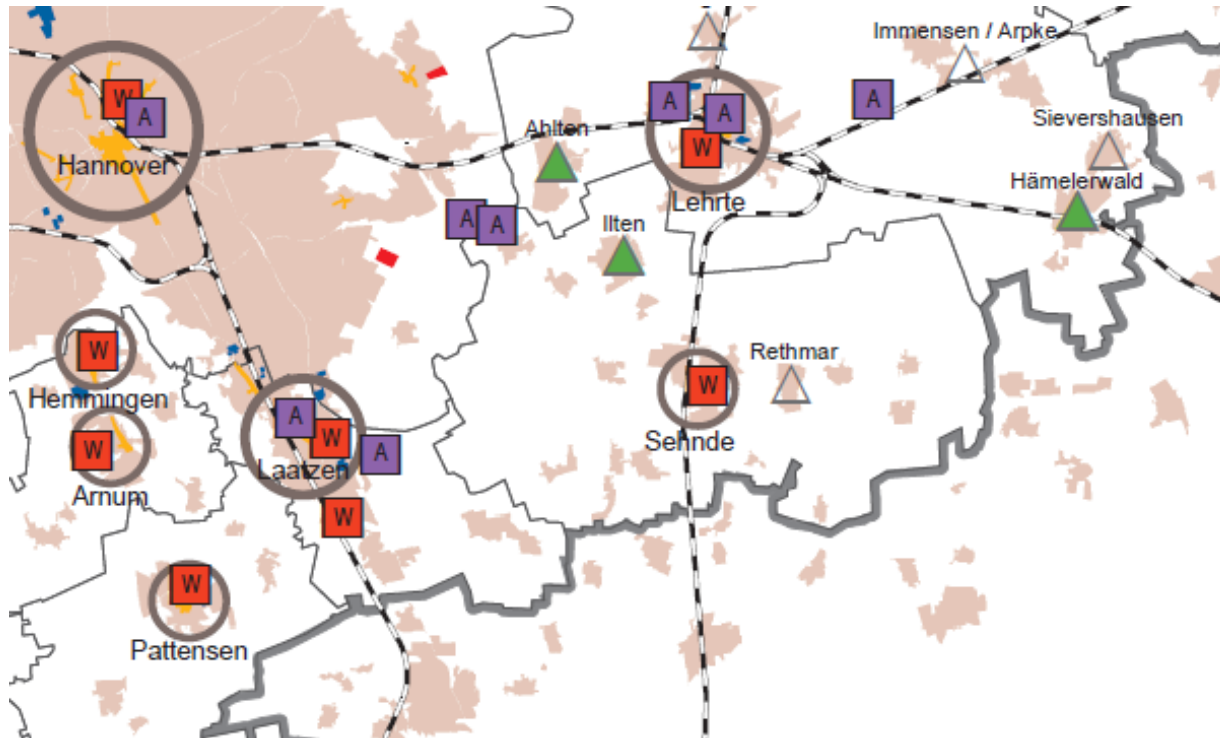 Immensen / Arpke
W
A
Hannover
A
A
W
Lehrte
A
Ahlten
Sievershausen
Hämelerwald
A
A
Ilten
W
Hemmingen
W
Arnum
A
W
Laatzen
A
W
W
Sehnde
Rethmar
W
Pattensen